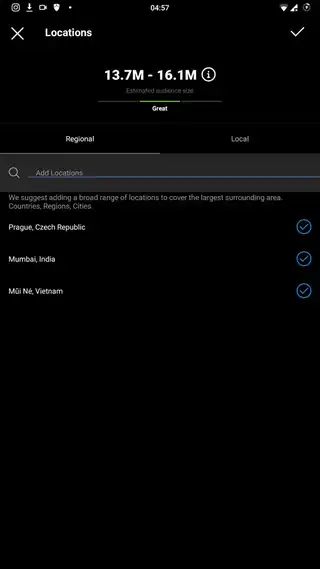 04:57
Locations
13.7M - 16.1M
Estimated audience size
Great
Regional
Local
Add Locations
We suggest adding a broad range of locations to cover the largest surrounding area.
Countries, Regions, Cities.
Prague, Czech Republic
Mumbai, India
Mũi Né, Vietnam